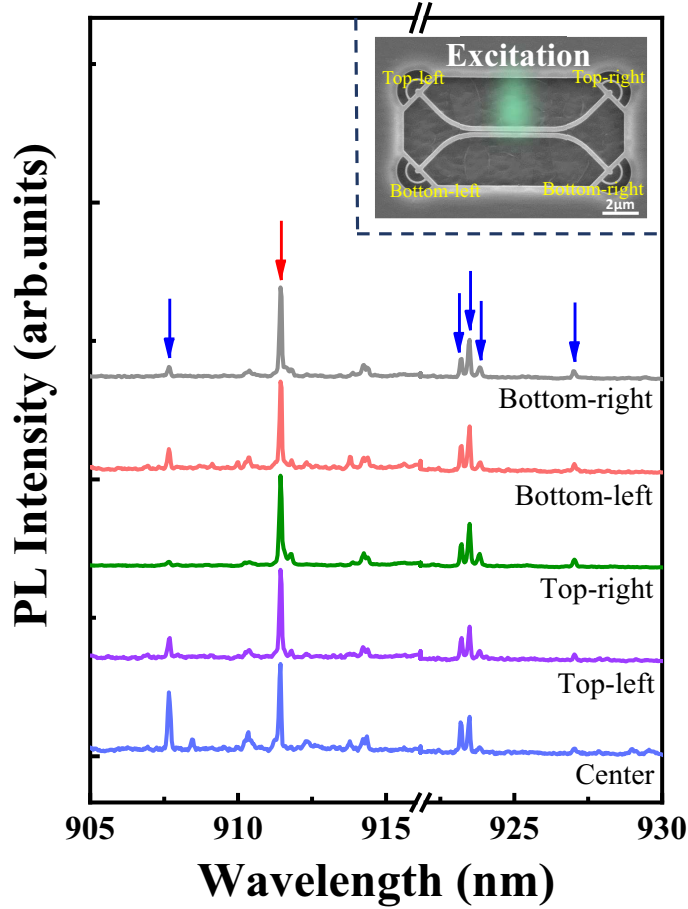 Excitation
Top-left
Top-right
Bottom-left
Bottom-right
2μm
PL Intensity (arb.units)
Bottom-right
Bottom-left
Top-right
Top-left
Center
905
910
915
925
930
Wavelength (nm)